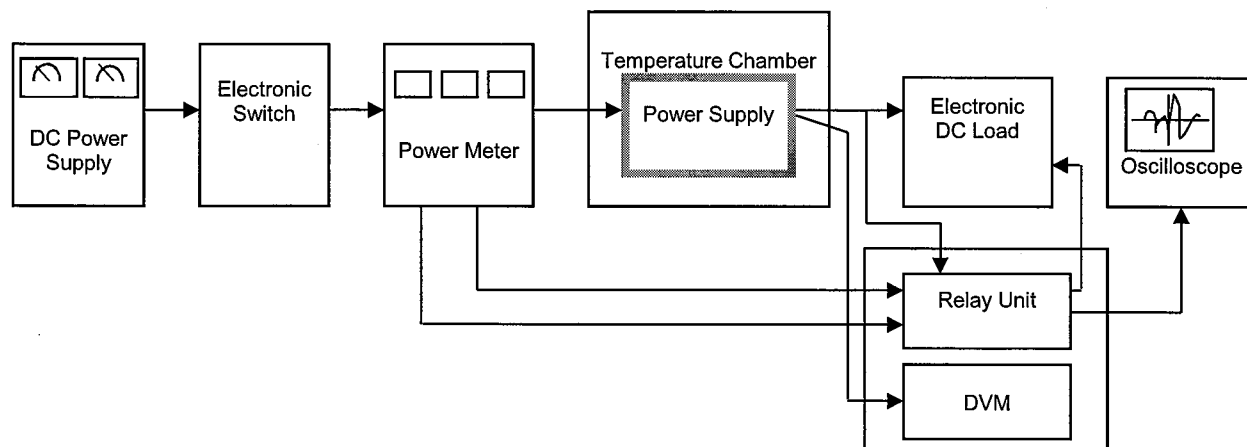 DC Power
Supply
Electronic
Switch
Power Meter
Temperature Chamber
Power Supply
Electronic
DC Load
Oscilloscope
Relay Unit
DVM